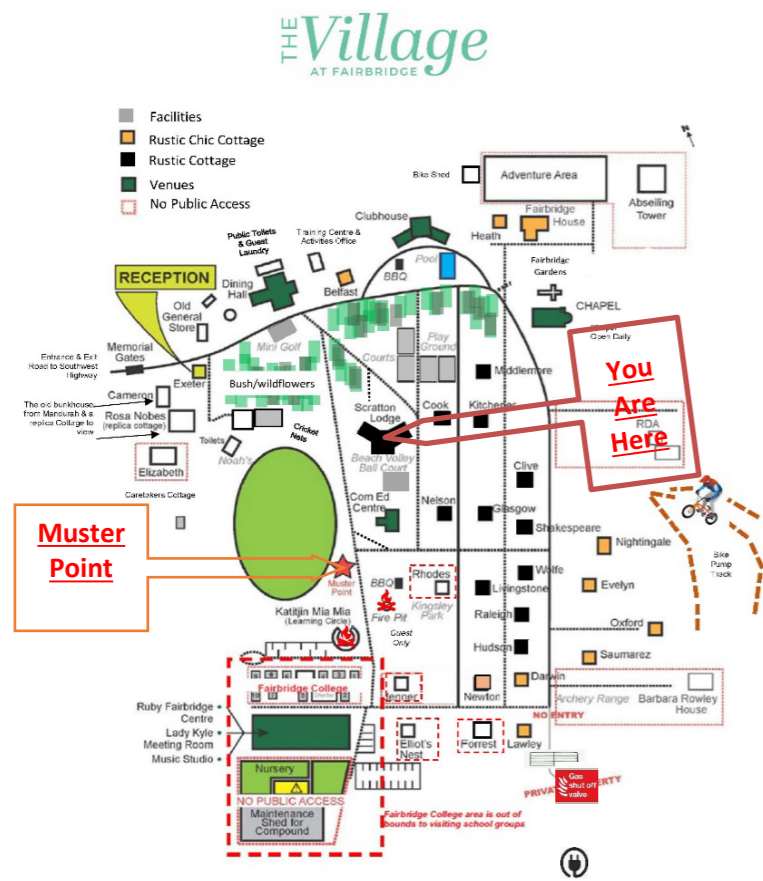 THE Village
AT FAIRBRIDGE
Facilities
Rustic Chic Cottage
Rustic Cottage
Venues
No Public Access
N
Bike Shed
Adventure Area
Abseiling
Tower
Fairbridge
House
Heath
Clubhouse
Public Toilets
& Guest
Laundry
Training Centre &
Activities Office
BBQ
Pool
Fairbridge
Gardens
RECEPTION
Dining
Hall
Belfast
Old
General
Store
CHAPEL
Open Daily
Memorial
Gates
Mini Golf
Courts
Play
Ground
Entrance & Exit
Road to Southwest
Highway
Exeter
Bush/wildflowers
Middlemore
You
Are
Here
Cameron
The old bunkhouse
from Mandurah & a
replica Cottage to
view
Rosa Nobes
(replica cottage)
Scratton
Lodge
Cook
Kitchener
RDA
Toilets
Noah's
Cricket
Nets
Beach Volley
Ball Court
Elizabeth
Clive
Caretakers Cottage
Com Ed
Centre
Nelson
Glasgow
Shakespeare
Muster
Point
Nightingale
Bike
Pump
Track
Muster
Point
BBQ
Rhodes
Wolfe
Livingstone
Evelyn
Fire Pit
Kingsley
Park
Katitjin Mia Mia
(Learning Circle)
Guest
Only
Raleigh
Oxford
Hudson
Saumarez
Fairbridge College
Jenner
Newton
Darwin
Archery Range
Barbara Rowley
House
NO ENTRY
Ruby Fairbridge
Centre
Lady Kyle
Meeting Room
Music Studio
Elliot's
Nest
Forrest
Lawley
Nursery
NO PUBLIC ACCESS
Maintenance
Shed for
Compound
Gas
shut off
valve
Fairbridge College area is out of
bounds to visiting school groups